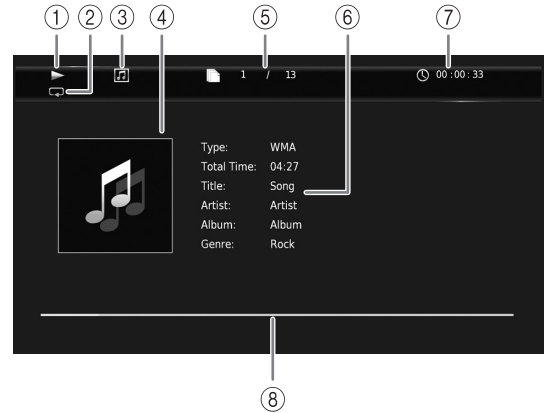 ① ② ③ ④ ⑤ ⑥ ⑦
1 / 13 00:00:33
Type: WMA
Total Time: 04:27
Title: Song
Artist: Artist
Album: Album
Genre: Rock
⑧